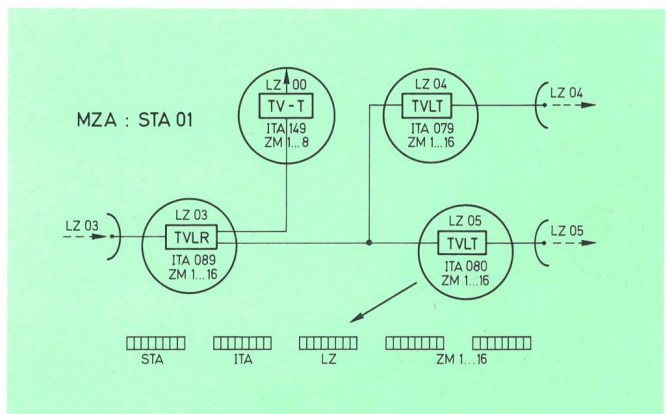 MZA : STA 01
LZ 00
TV - T
ITA 149
ZM 1...8
LZ 04
TVLT
ITA 079
ZM 1...16
LZ 04
LZ 03
LZ 03
TVLR
ITA 089
ZM 1...16
LZ 05
TVLT
ITA 080
ZM 1...16
LZ 05
STA
ITA
LZ
ZM 1...16